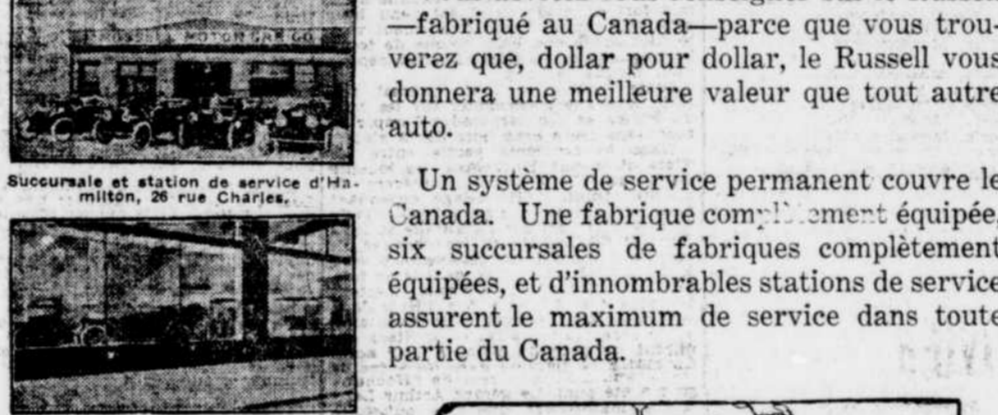 RUSSELL MOTOR CAR CO
Succursale et station de service d'Ha-
milton, 26 rue Charles.
—fabriqué au Canada—parce que vous trou-
verez que, dollar pour dollar, le Russell vous
donnera une meilleure valeur que tout autre
auto.
Un système de service permanent couvre le
Canada. Une fabrique équipée,
six succursales de fabriques complètement
équipées, et d'innombrables stations de service
assurent le maximum de service dans toute
partie du Canada.